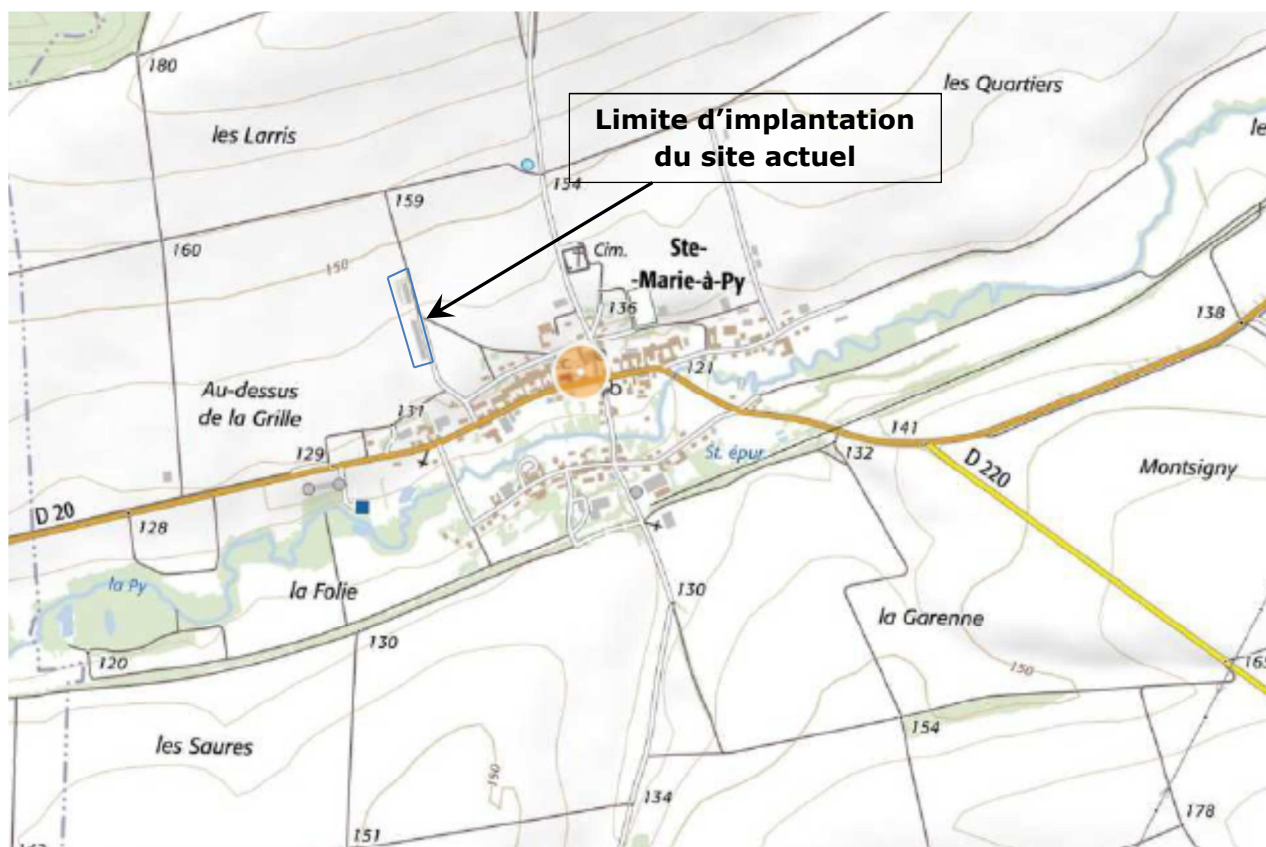 180
les Quartiers
Limite d’implantation
du site actuel
les Larris
le
154
159
160
Cim.
Ste-
-Marie-à-Py
150
136
138
121
Au-dessus
de la Grille
131
141
129
St. épur.
132
D 220
Montsigny
D 20
128
la Py
la Folie
130
la Garenne
130
120
150
165
154
les Saures
150
134
178
151